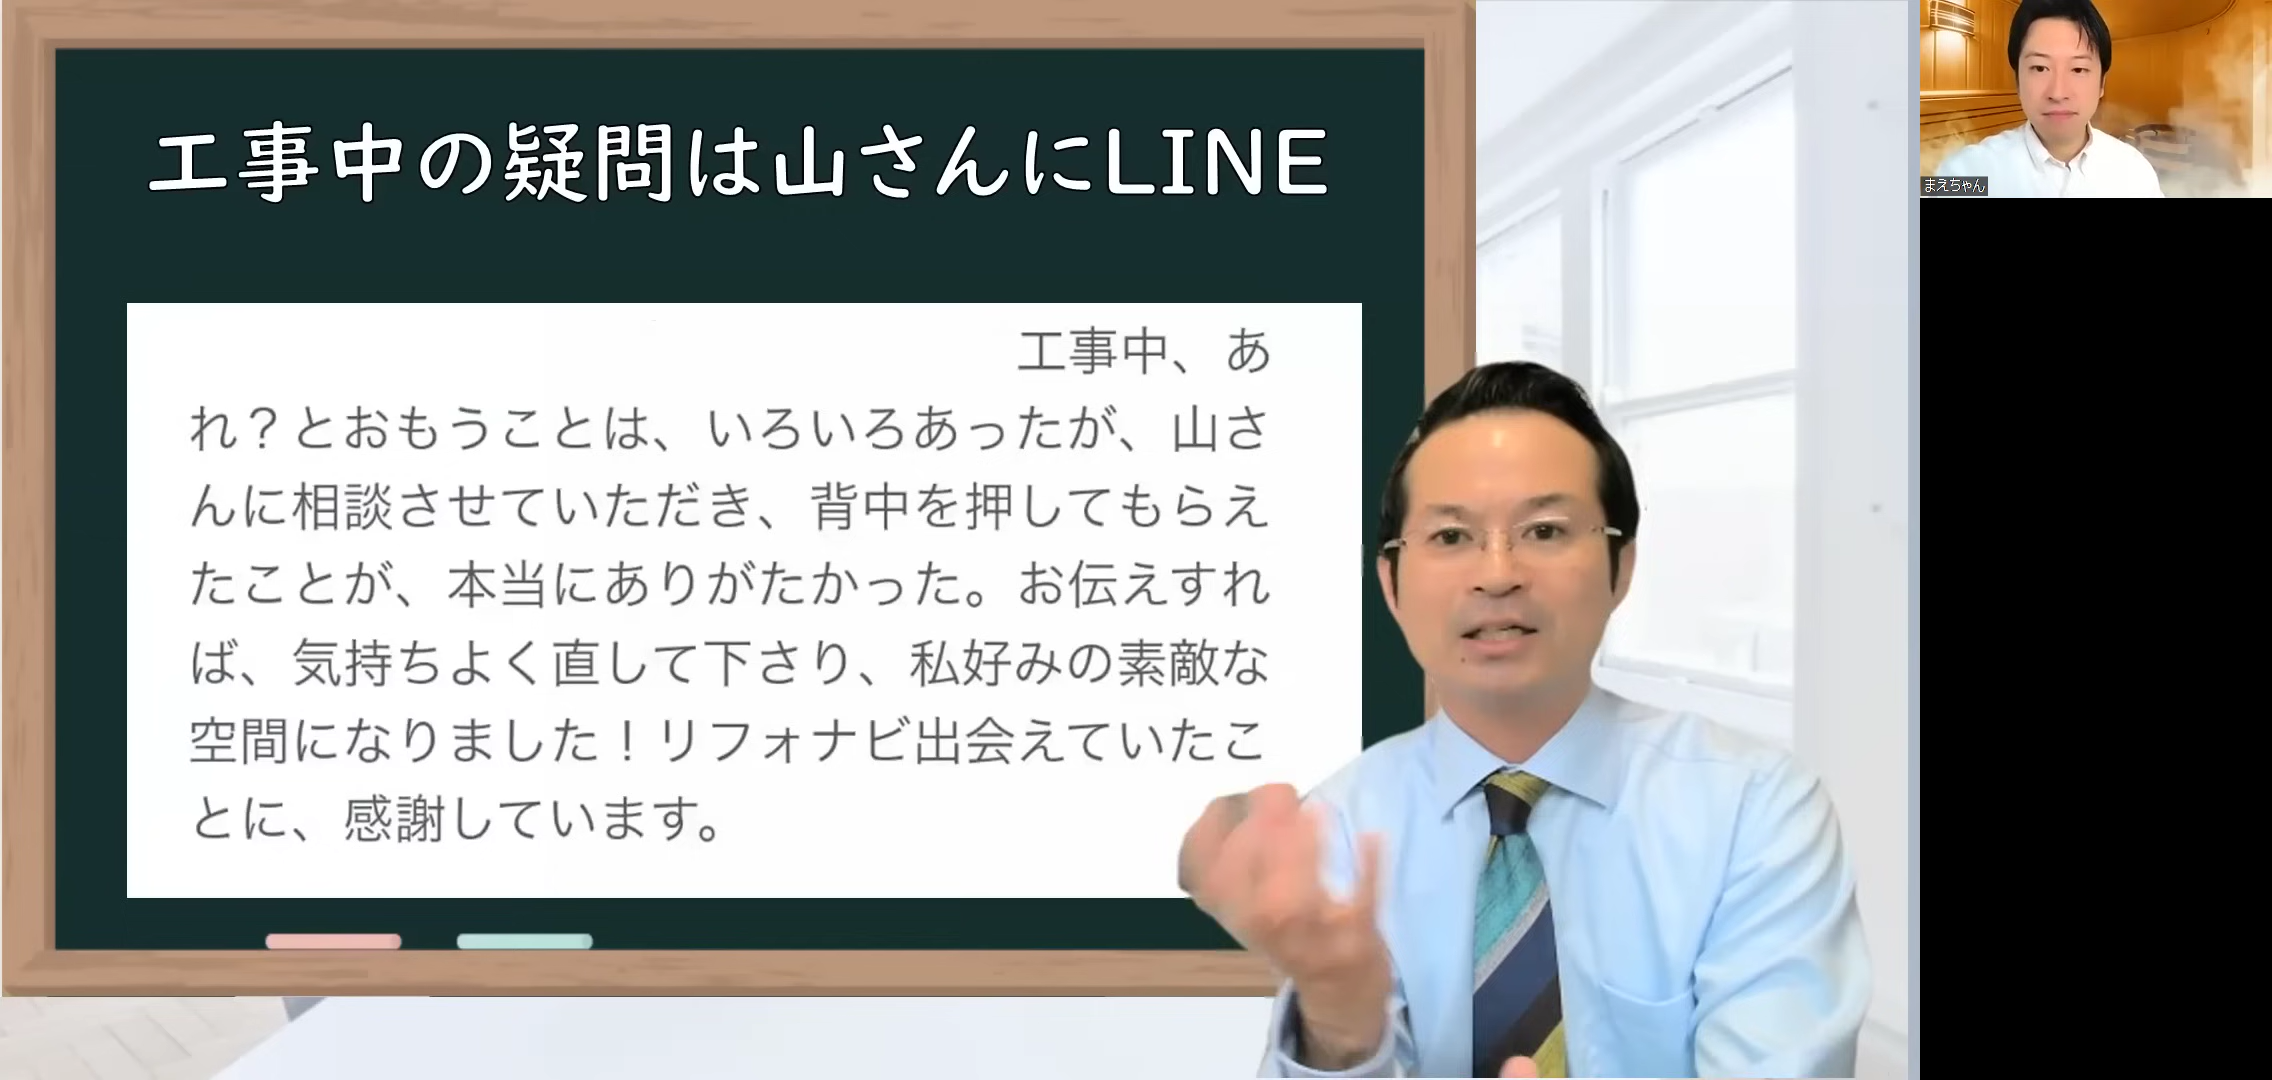 工事中の疑問は山さんにLINE
工事中、あ
れ？とおもうことは、いろいろあったが、山さ
んに相談させていただき、背中を押してもらえ
たことが、本当にありがたかった。お伝えすれ
ば、気持ちよく直して下さり、私好みの素敵な
空間になりました！リフォナビ出会えていたこ
とに、感謝しています。
まえちゃん